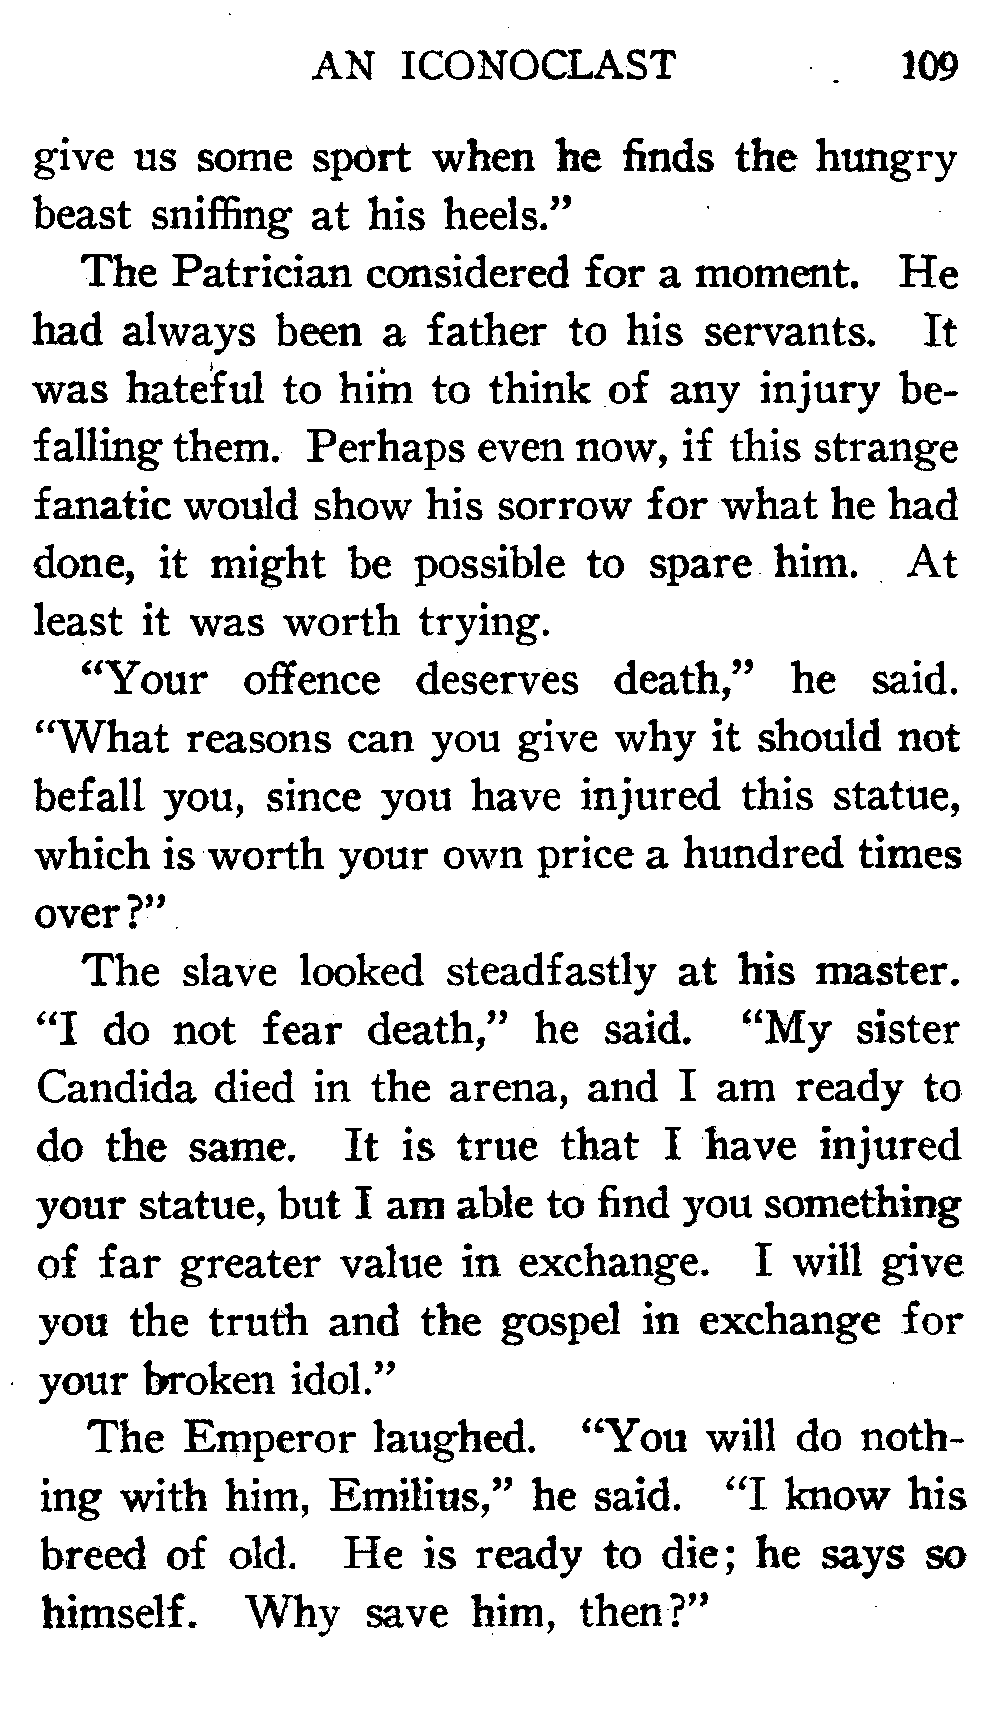 AN ICONOCLAST 109
give us some sport when he finds the hungry
beast sniffing at his heels.”
The Patrician considered for a moment. He
had always been a father to his servants. It
was hateful to him to think of any injury be-
falling them. Perhaps even now, if this strange
fanatic would show his sorrow for what he had
done, it might be possible to spare him. At
least it was worth trying.
“Your offence deserves death,” he said.
“What reasons can you give why it should not
befall you, since you have injured this statue,
which is worth your own price a hundred times
over?”
The slave looked steadfastly at his master.
“I do not fear death,” he said. “My sister
Candida died in the arena, and I am ready to
do the same. It is true that I have injured
your statue, but I am able to find you something
of far greater value in exchange. I will give
you the truth and the gospel in exchange for
your broken idol.”
The Emperor laughed. “You will do noth-
ing with him, Emilius,” he said. “I know his
breed of old. He is ready to die; he says so
himself. Why save him, then?”